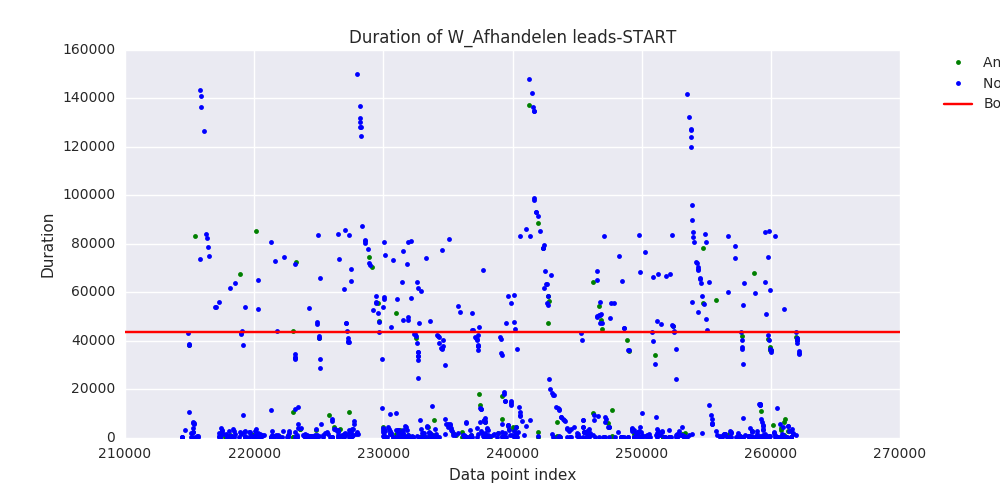 Duration of W_Afhandelen leads-START
160000
140000
120000
100000
80000
60000
40000
20000
0
Duration
210000 220000 230000 240000 250000 260000 270000
Data point index
An
No
Bo